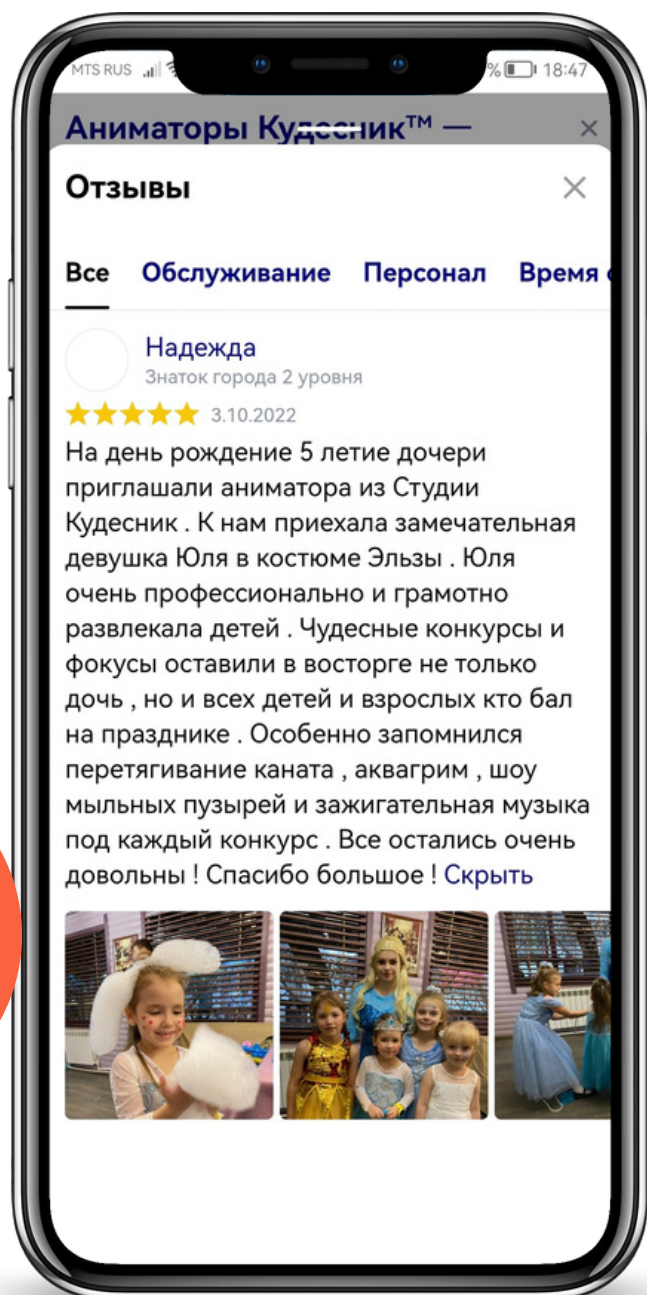 MTS RUS % 18:47
Аниматоры Кудесник™ —
Отзывы
Все Обслуживание Персонал Время
Надежда
Знаток города 2 уровня
3.10.2022
На день рождение 5 летие дочери
приглашали аниматора из Студии
Кудесник . К нам приехала замечательная
девушка Юля в костюме Эльзы . Юля
очень профессионально и грамотно
развлекала детей . Чудесные конкурсы и
фокусы оставили в восторге не только
дочь , но и всех детей и взрослых кто бал
на празднике . Особенно запомнился
перетягивание каната , аквагрим , шоу
мыльных пузырей и зажигательная музыка
под каждый конкурс . Все остались очень
довольны ! Спасибо большое ! Скрыть